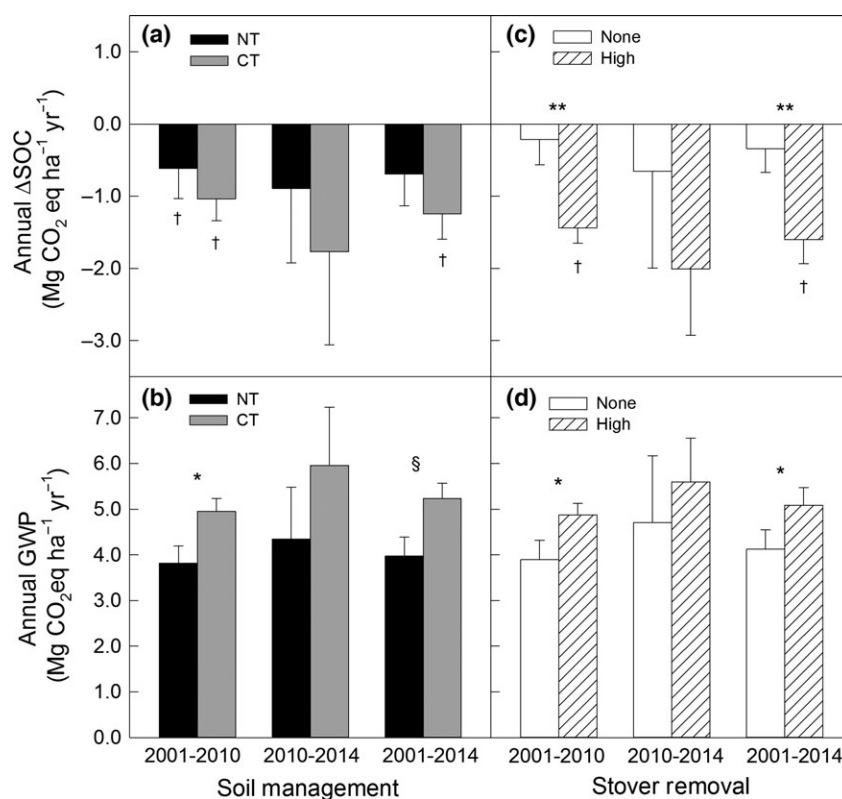 (a)
NT
CT
(c)
None
High
1.0
0.0
−1.0
−2.0
−3.0
Annual ΔSOC
(Mg CO₂ eq ha⁻¹ yr⁻¹)
** **
† † † † †
(b)
NT
CT
(d)
None
High
7.0
6.0
5.0
4.0
3.0
2.0
1.0
0.0
Annual GWP
(Mg CO₂eq ha⁻¹ yr⁻¹)
* § * *
2001-2010 2010-2014 2001-2014 2001-2010 2010-2014 2001-2014
Soil management Stover removal